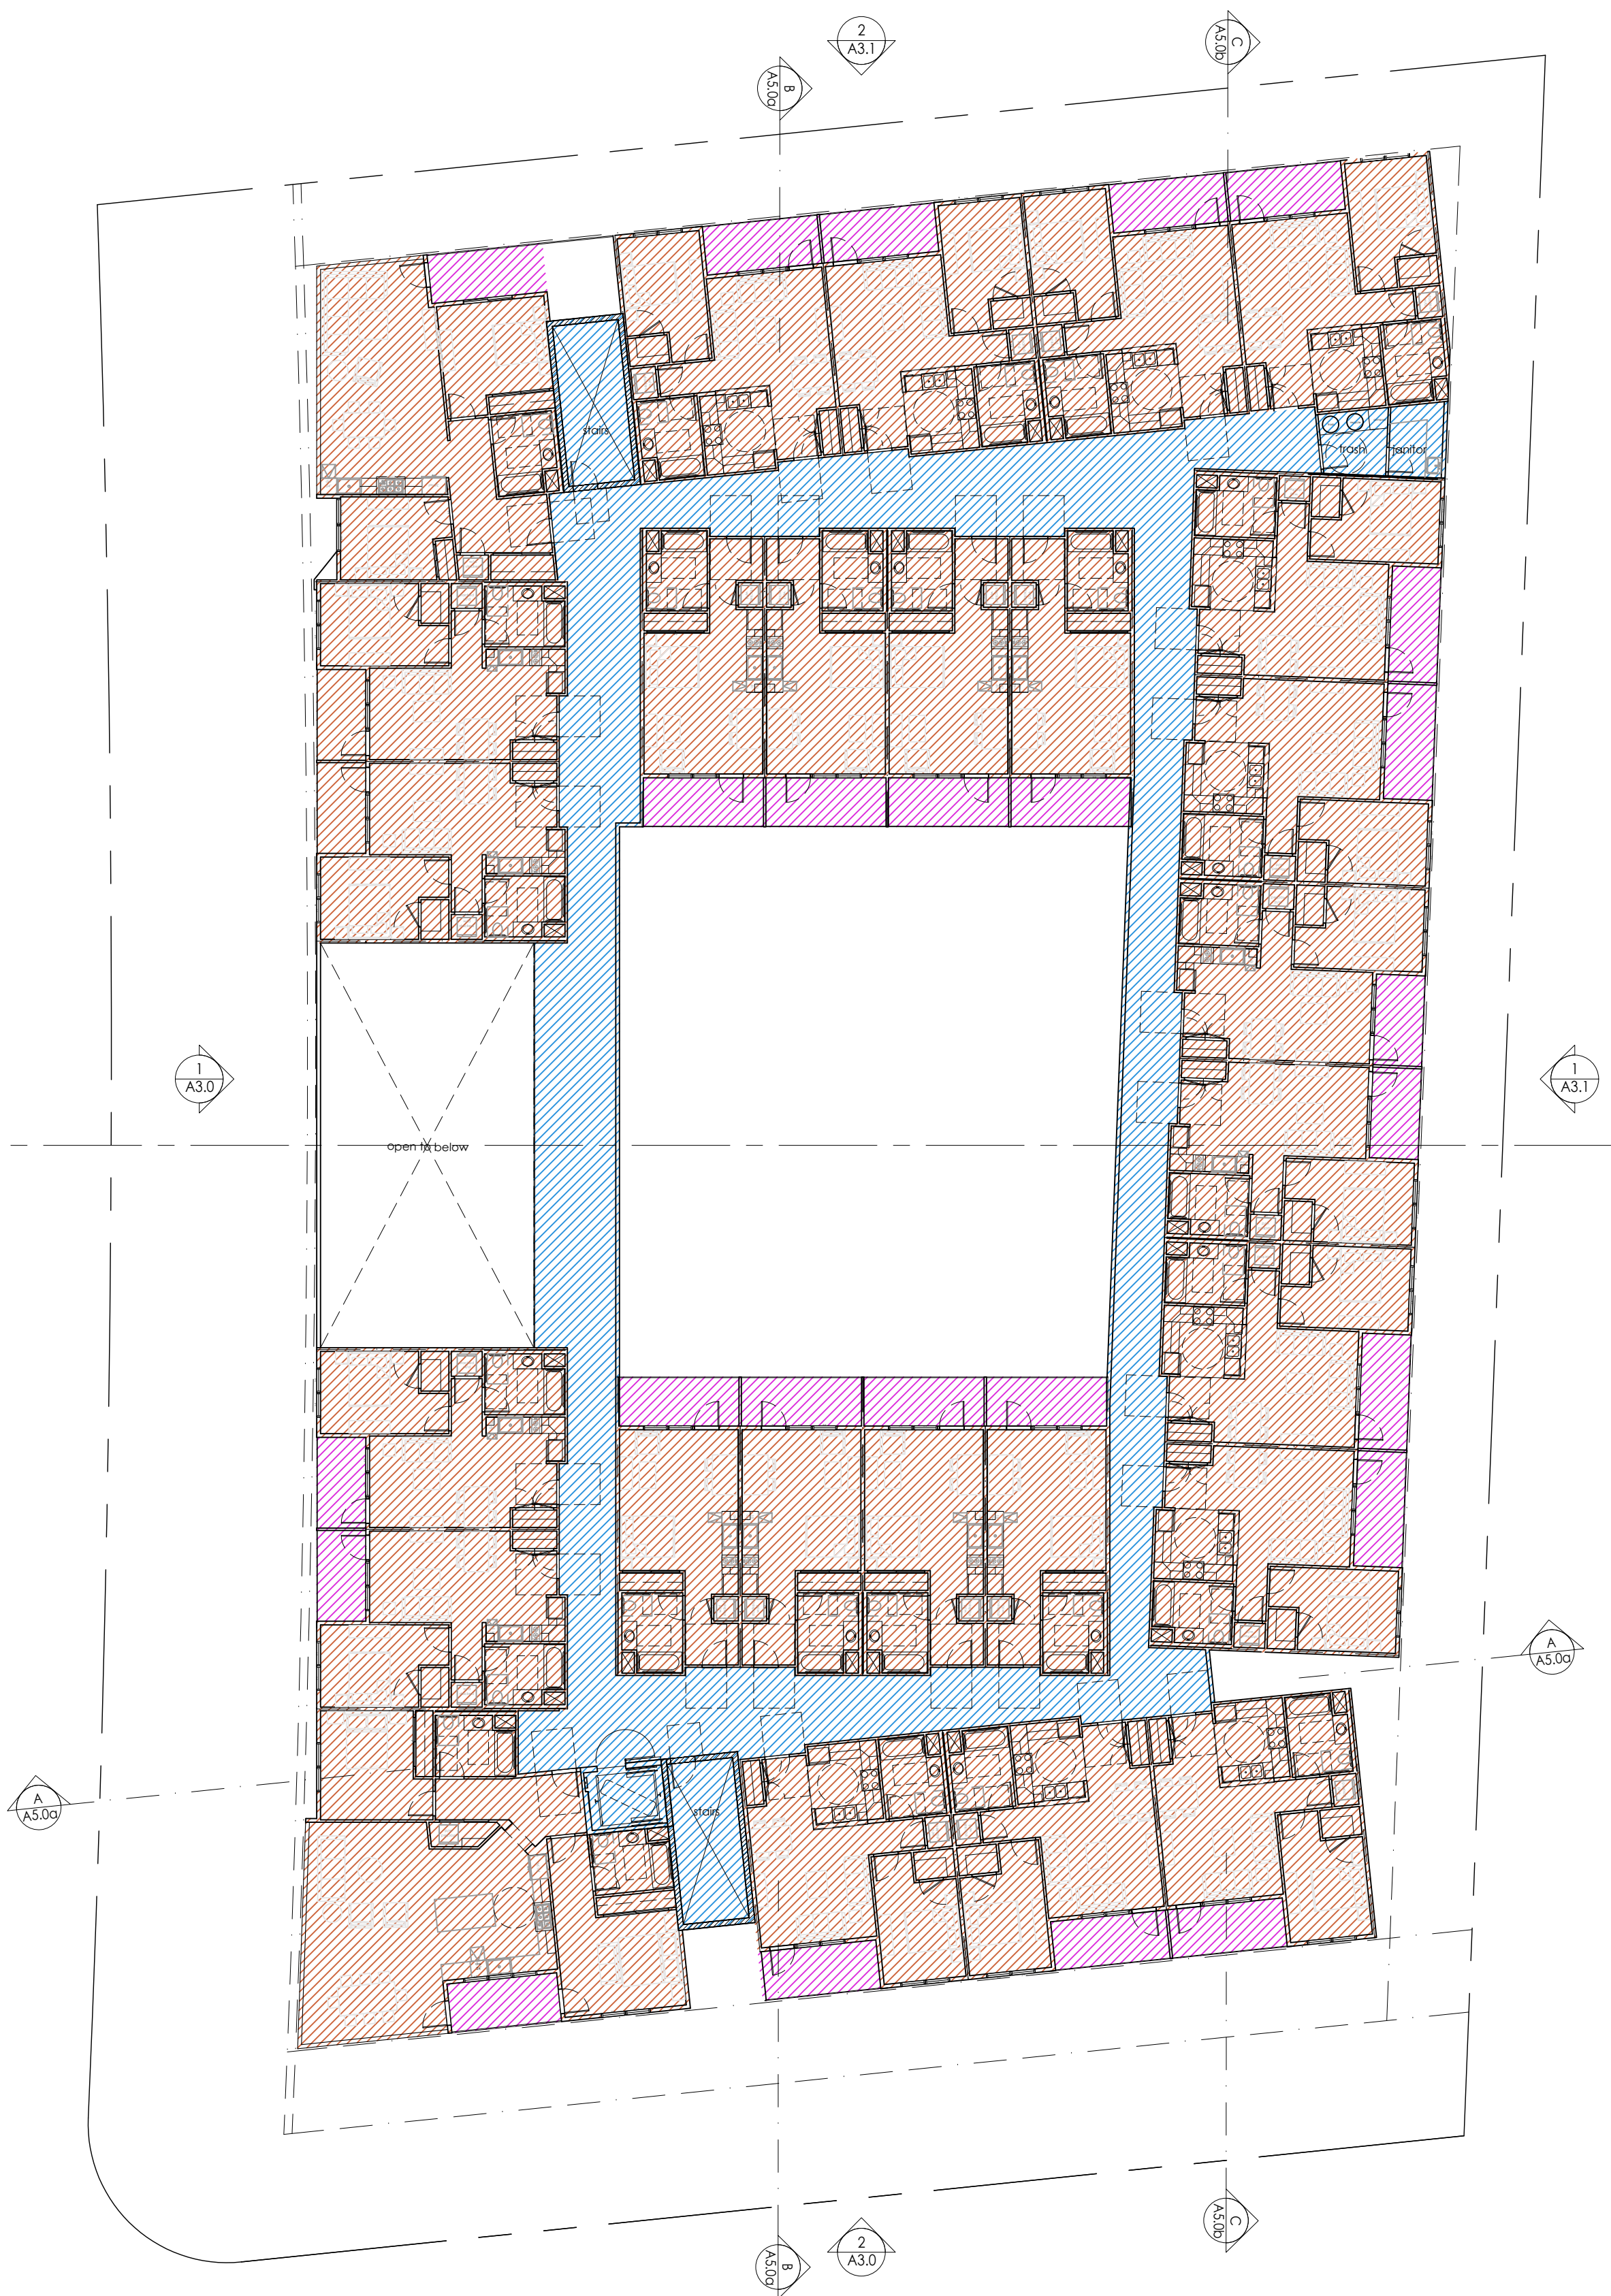 2
A3.1
C
A5.0b
B
A5.0a
stairs
trash
janitor
1
A3.0
1
A3.1
open to below
A
A5.0a
A
A5.0a
stairs
C
A5.0b
2
A3.0
B
A5.0a